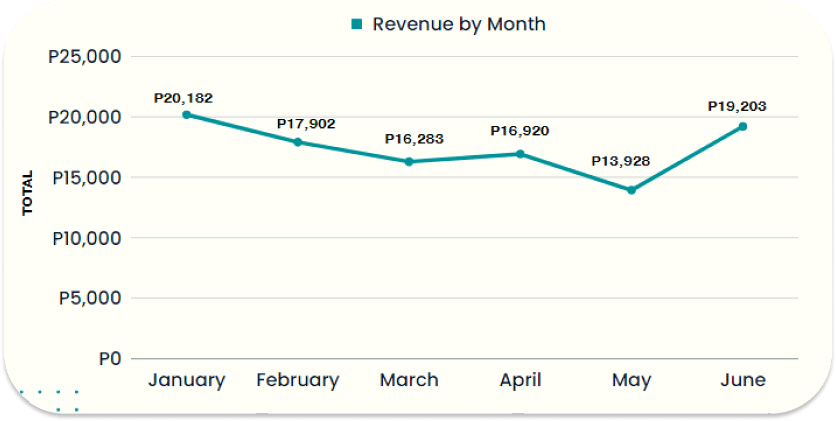 Revenue by Month
P25,000
P20,000
P15,000
P10,000
P5,000
P0
TOTAL
P20,182
P17,902
P16,283
P16,920
P13,928
P19,203
January February March April May June